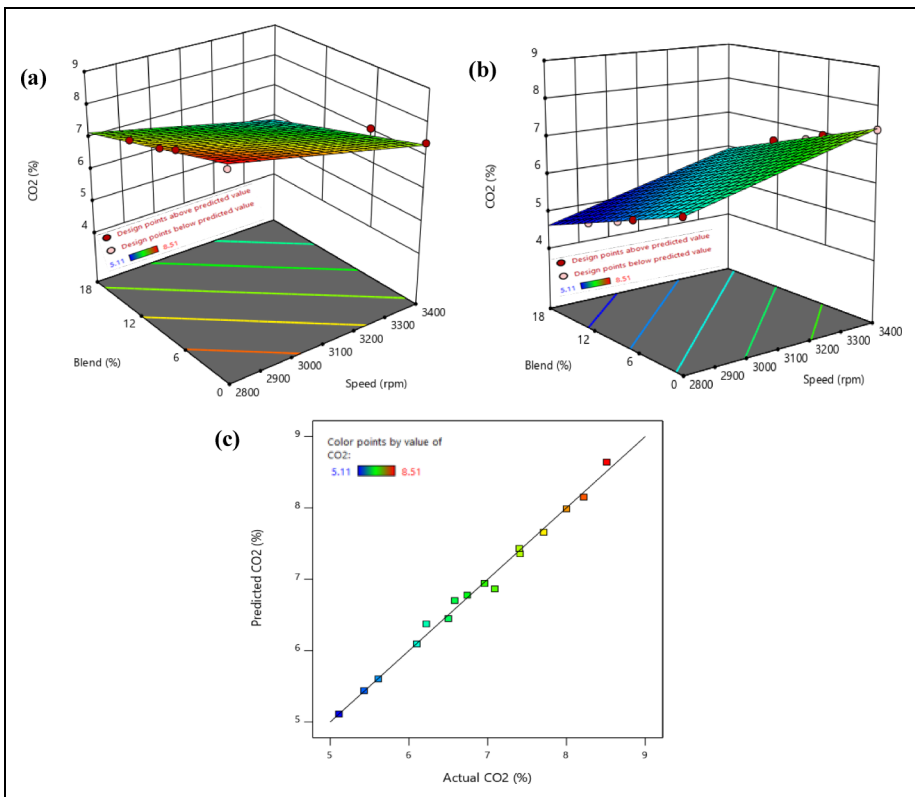 (a)
9
8
7
6
5
4
CO2 (%)
Design points above predicted value
Design points below predicted value
5.11 8.51
18
12
6
0
Blend (%)
2800
2900
3000
3100
3200
3300
3400
Speed (rpm)
(b)
9
8
7
6
5
4
CO2 (%)
Design points above predicted value
Design points below predicted value
5.11 8.51
18
12
6
0
Blend (%)
2800
2900
3000
3100
3200
3300
3400
Speed (rpm)
(c)
Color points by value of
CO2:
5.11 8.51
9
8
7
6
5
Predicted CO2 (%)
5 6 7 8 9
Actual CO2 (%)